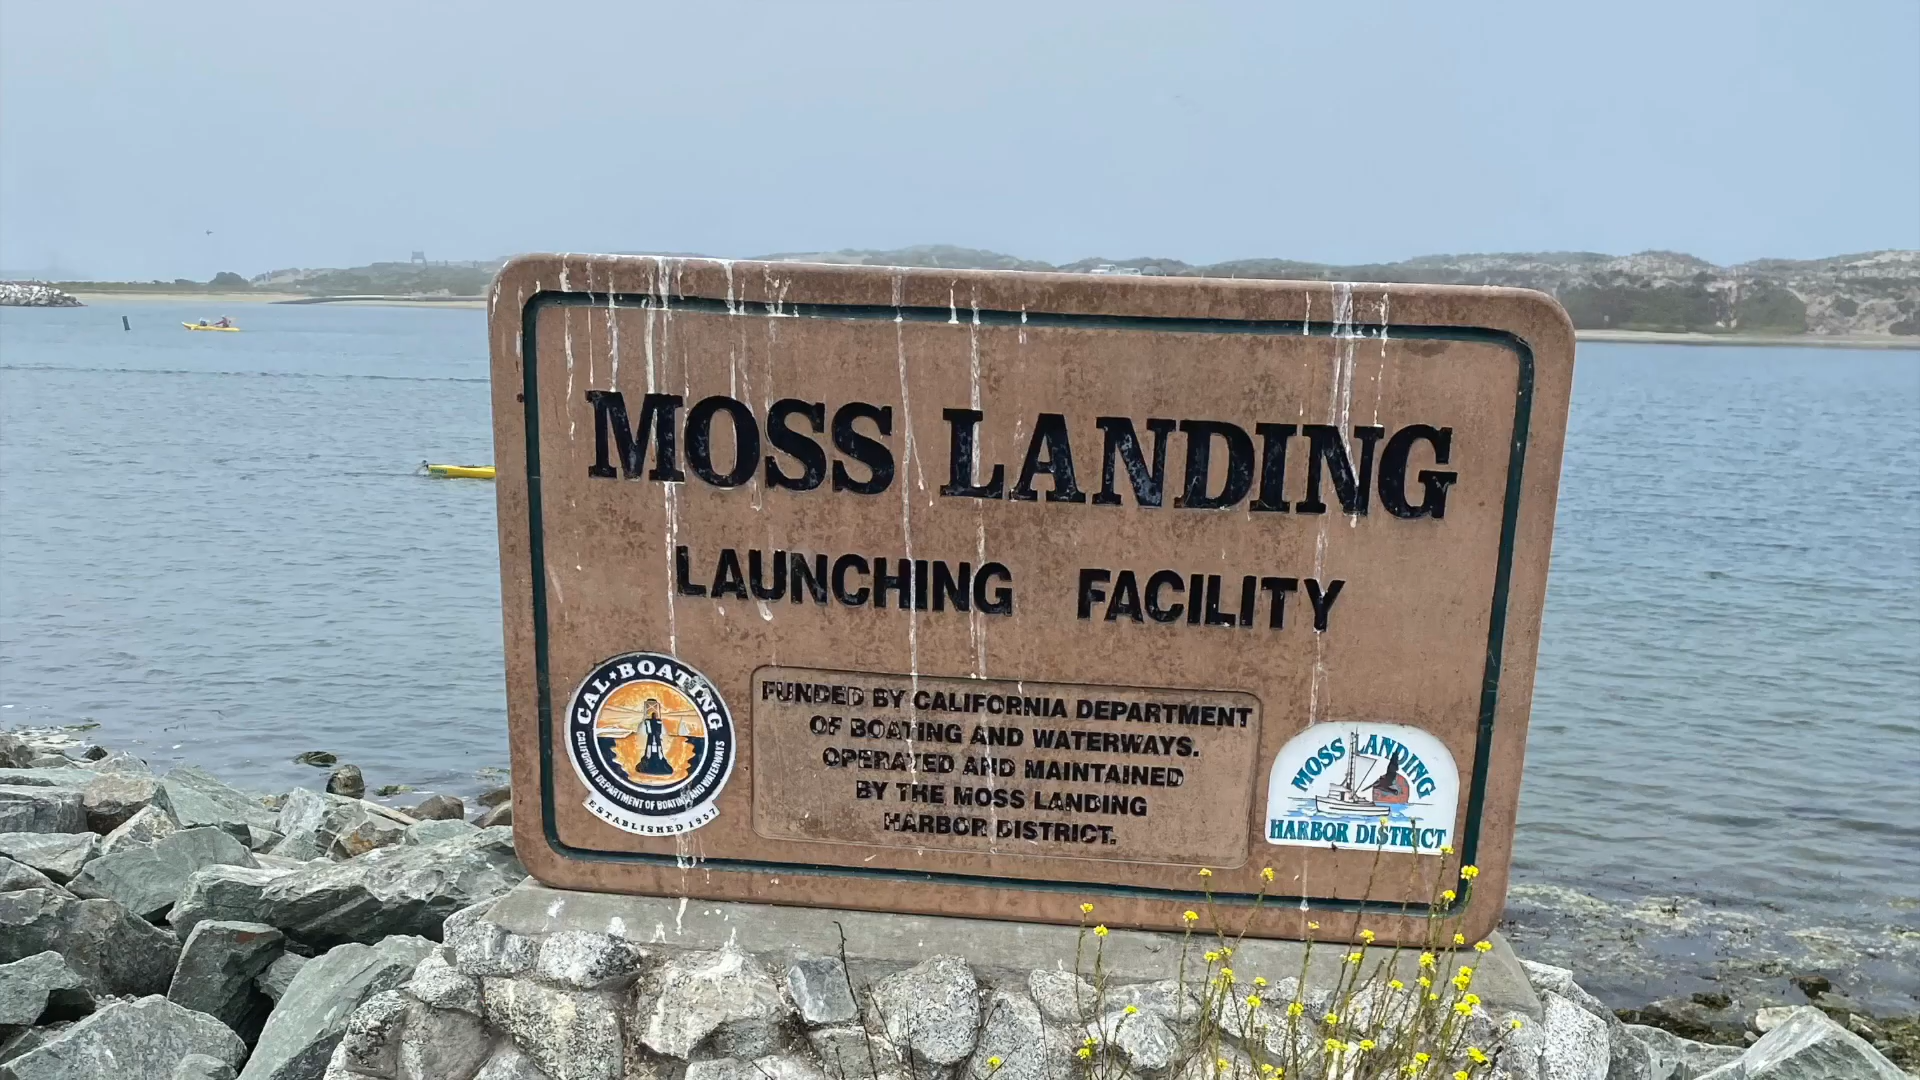 MOSS LANDING
LAUNCHING FACILITY
CAL★BOATING
CALIFORNIA DEPARTMENT OF BOATING AND WATERWAYS
ESTABLISHED 1957
FUNDED BY CALIFORNIA DEPARTMENT
OF BOATING AND WATERWAYS.
OPERATED AND MAINTAINED
BY THE MOSS LANDING
HARBOR DISTRICT.
MOSS LANDING
HARBOR DISTRICT